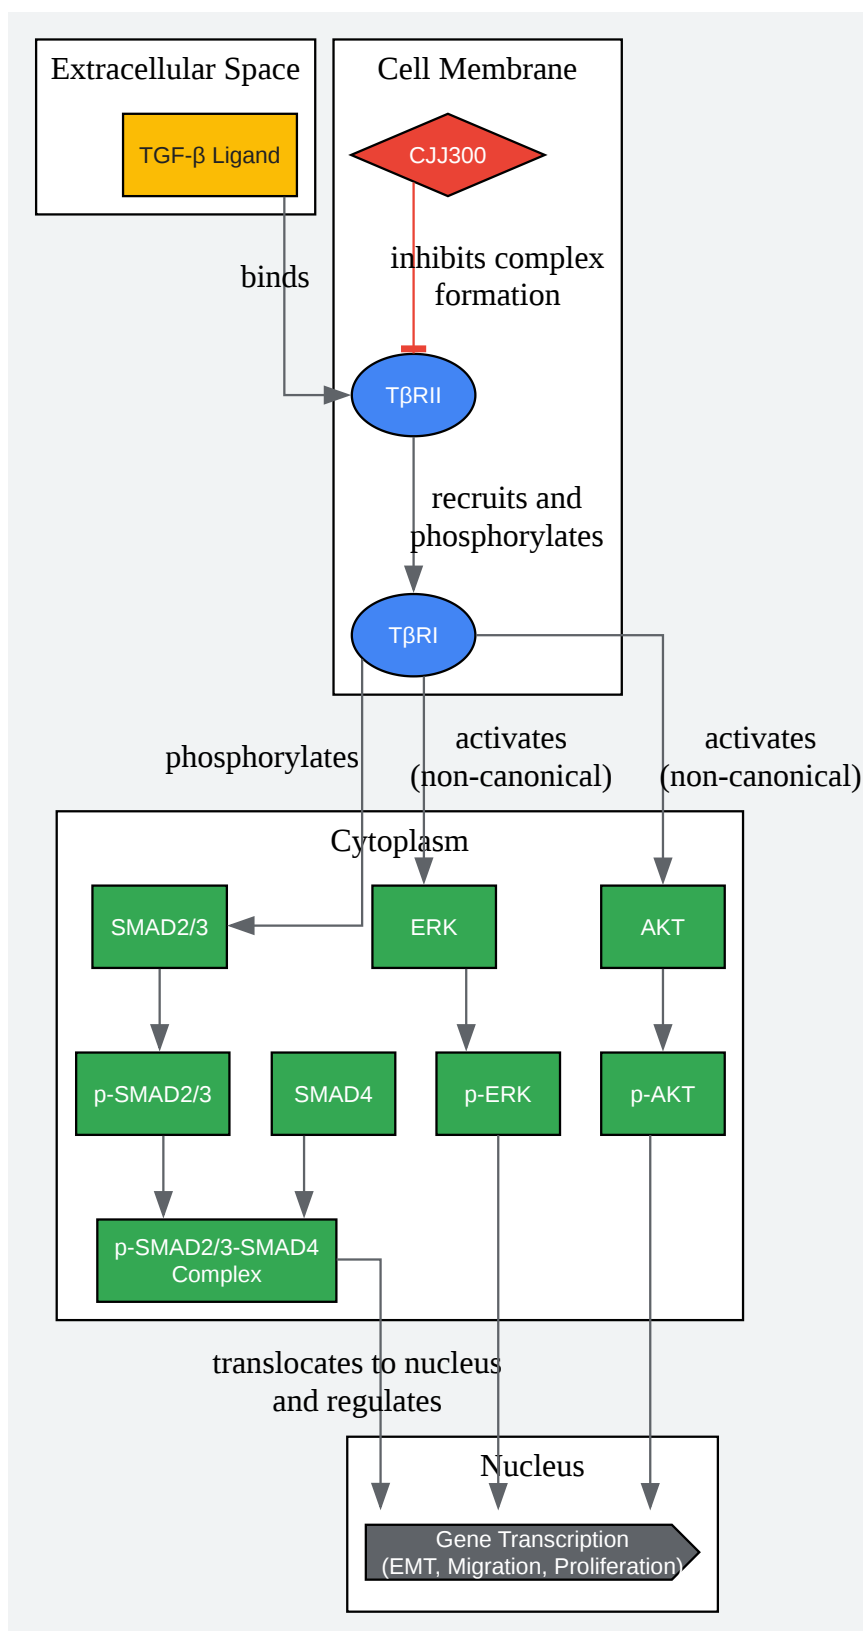 Extracellular Space
Cell Membrane
TGF-β Ligand
CJJ300
binds
inhibits complex
formation
TβRII
recruits and
phosphorylates
TβRI
phosphorylates
activates
(non-canonical)
activates
(non-canonical)
Cytoplasm
SMAD2/3
ERK
AKT
p-SMAD2/3
SMAD4
p-ERK
p-AKT
p-SMAD2/3-SMAD4
Complex
translocates to nucleus
and regulates
Nucleus
Gene Transcription
(EMT, Migration, Proliferation)